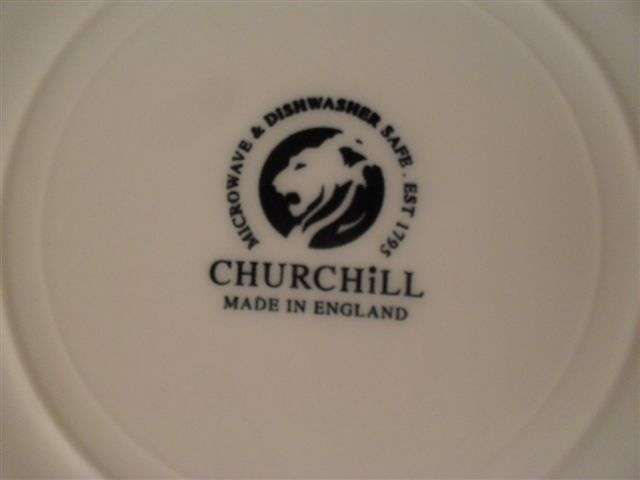 MICROWAVE & DISHWASHER SAFE . EST 1795
CHURCHiLL
MADE IN ENGLAND